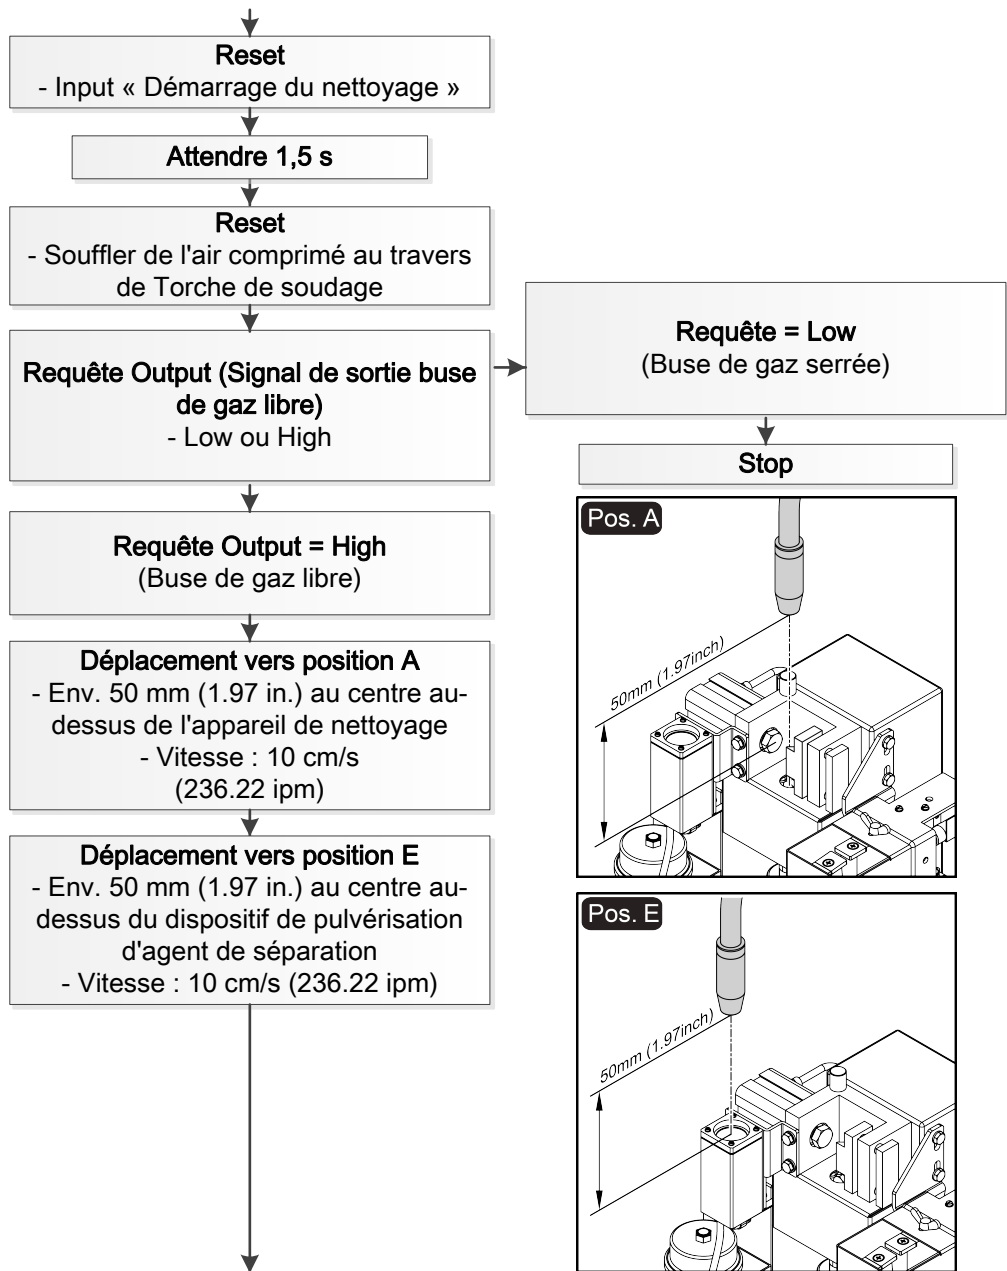 Reset
- Input « Démarrage du nettoyage »
Attendre 1,5 s
Reset
- Souffler de l'air comprimé au travers
de Torche de soudage
Requête Output (Signal de sortie buse
de gaz libre)
- Low ou High
Requête = Low
(Buse de gaz serrée)
Stop
Requête Output = High
(Buse de gaz libre)
Déplacement vers position A
- Env. 50 mm (1.97 in.) au centre au-
dessus de l'appareil de nettoyage
- Vitesse : 10 cm/s
(236.22 ipm)
Déplacement vers position E
- Env. 50 mm (1.97 in.) au centre au-
dessus du dispositif de pulvérisation
d'agent de séparation
- Vitesse : 10 cm/s (236.22 ipm)
Pos. A
50mm (1.97inch)
Pos. E
50mm (1.97inch)